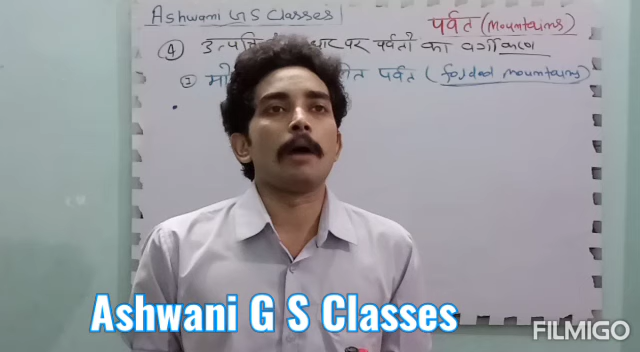 Ashwani G S Classes
पर्वत (Mountains)
(A) उत्पत्ति पर पर्वतों का वर्गीकरण
(I) पर्वत (folded mountains)
Ashwani G S Classes
FILMIGO